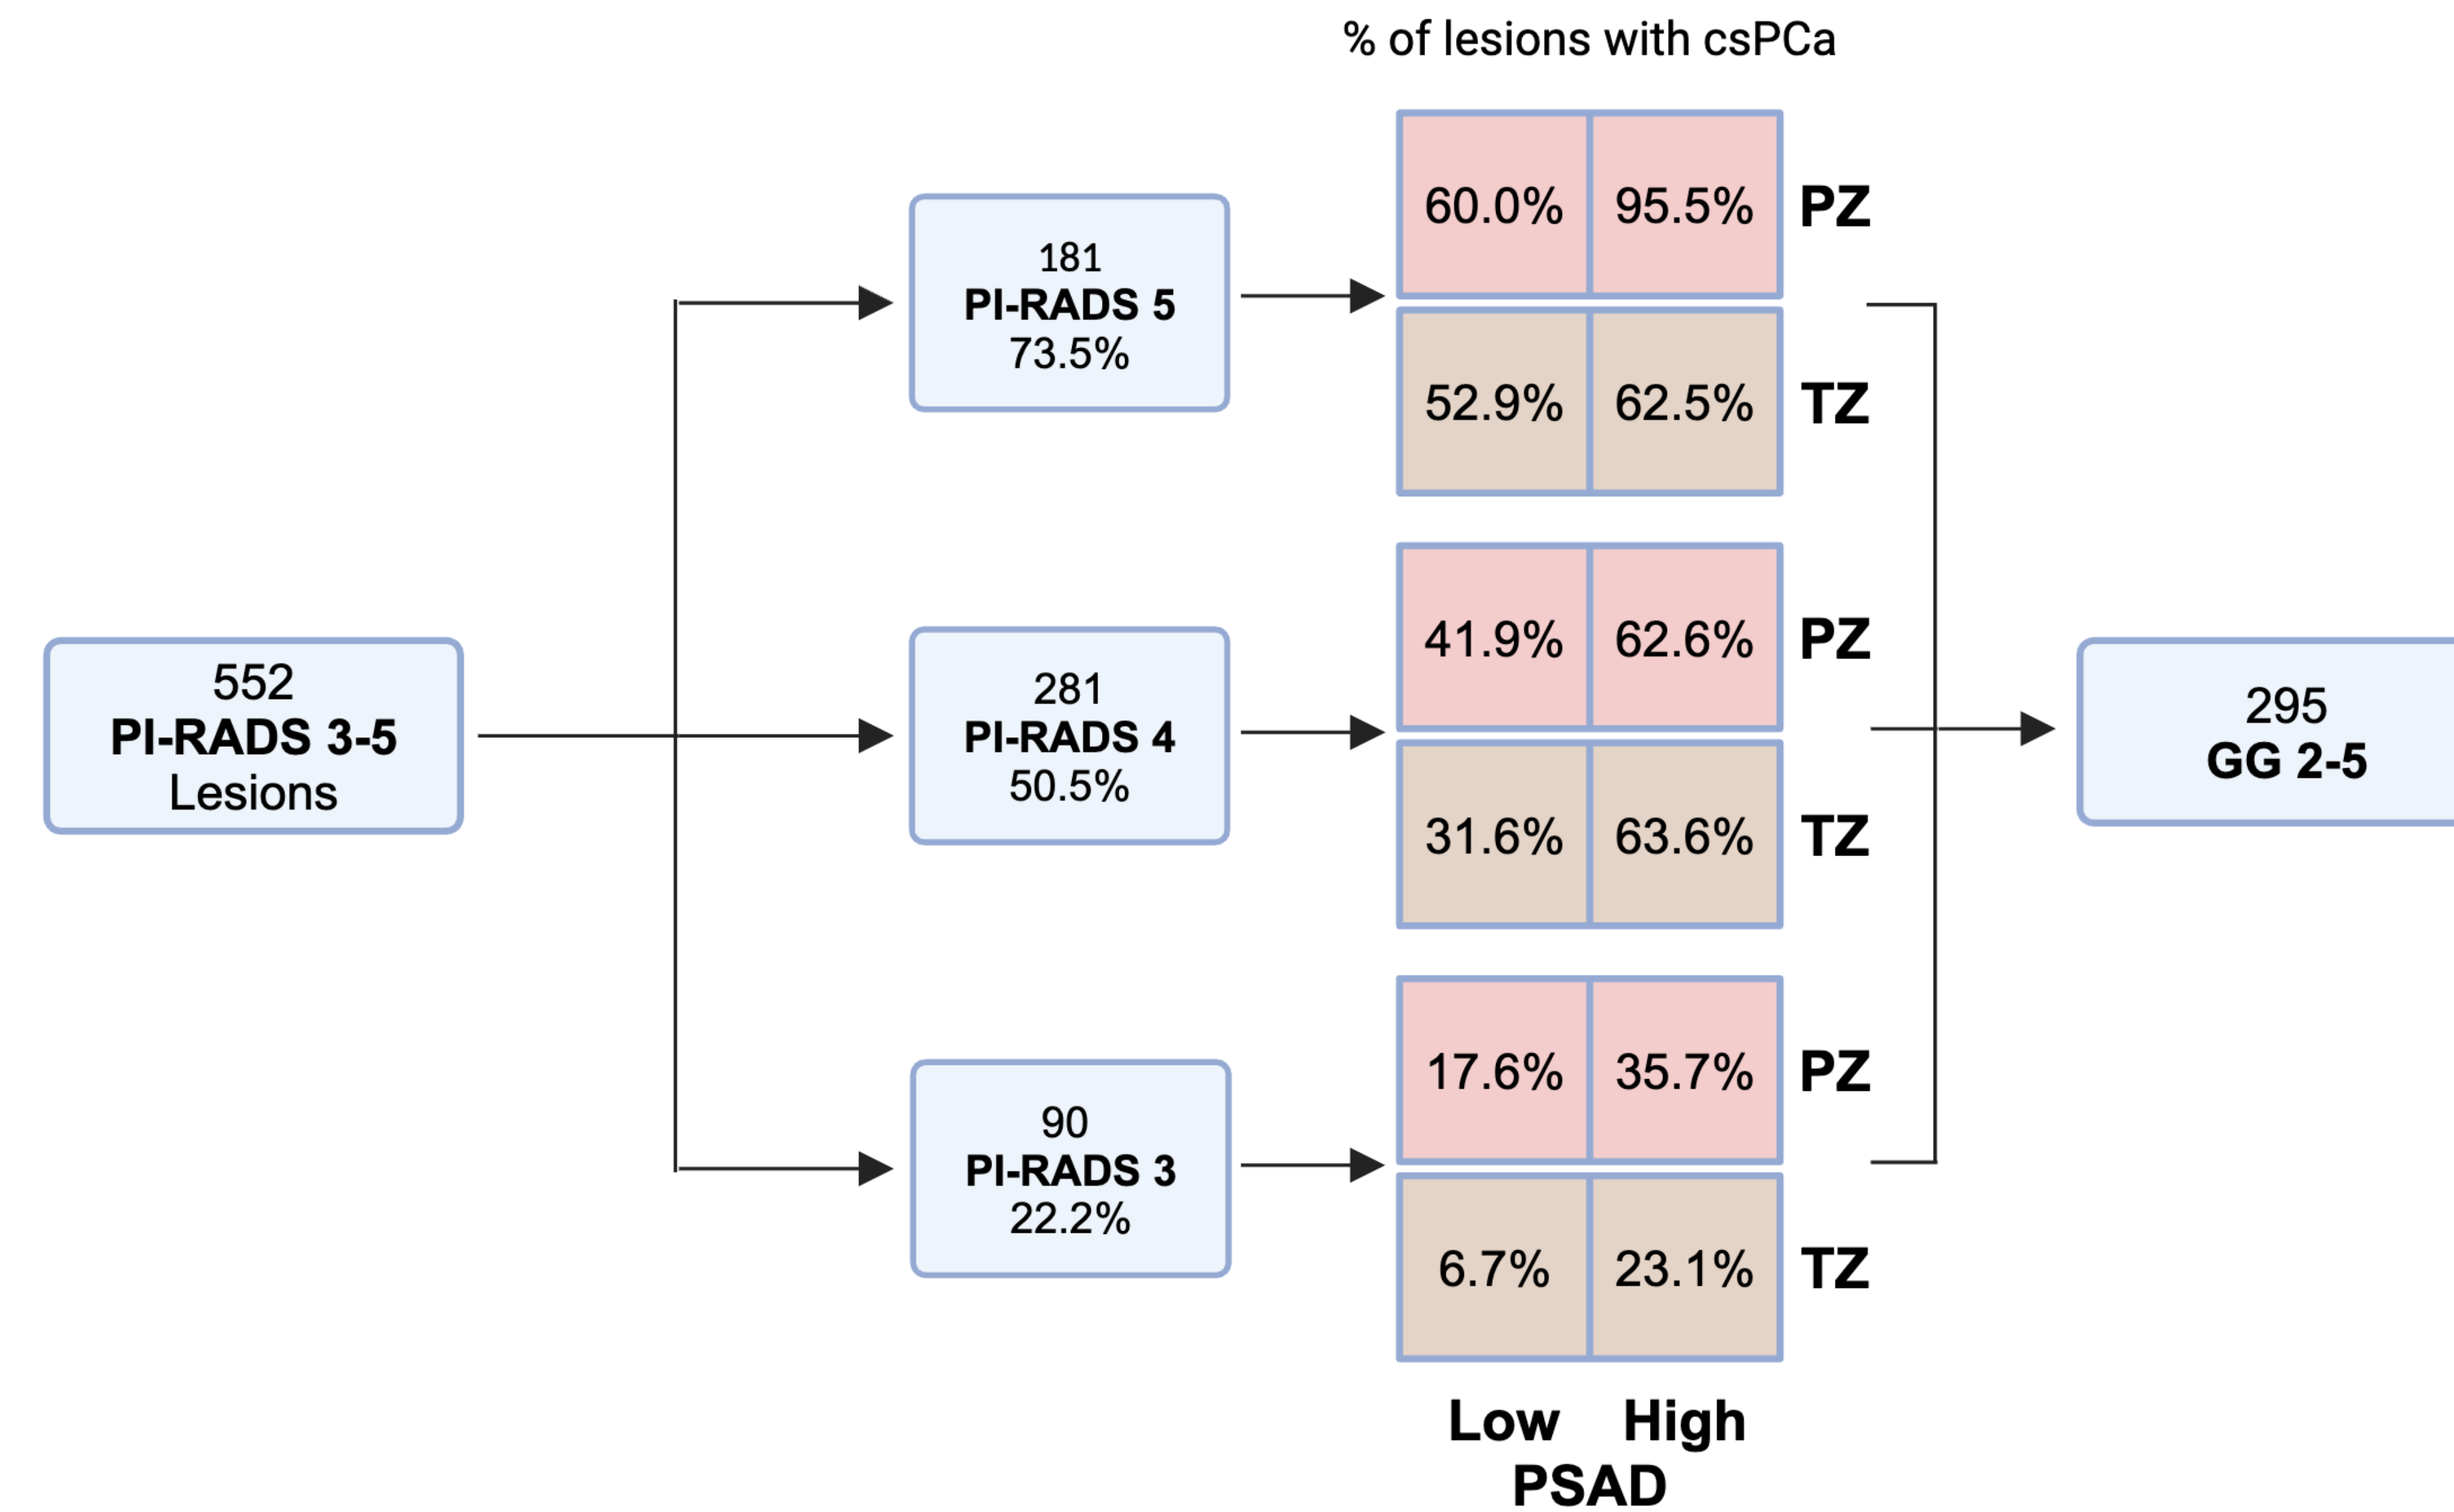 % of lesions with csPCa
552
PI-RADS 3-5
Lesions
181
PI-RADS 5
73.5%
60.0% 95.5% PZ
52.9% 62.5% TZ
281
PI-RADS 4
50.5%
41.9% 62.6% PZ
31.6% 63.6% TZ
90
PI-RADS 3
22.2%
17.6% 35.7% PZ
6.7% 23.1% TZ
Low High
PSAD
295
GG 2-5